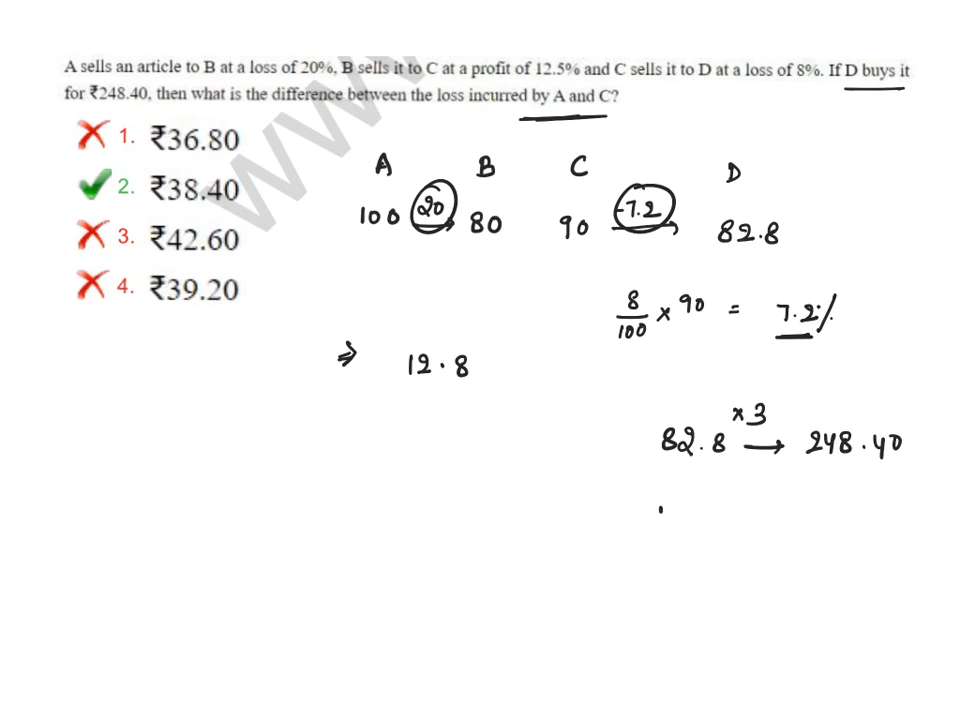 A sells an article to B at a loss of 20%, B sells it to C at a profit of 12.5% and C sells it to D at a loss of 8%. If D buys it
for ₹248.40, then what is the difference between the loss incurred by A and C?
1. ₹36.80
2. ₹38.40
3. ₹42.60
4. ₹39.20
A B C D
100 20 80 90 -7.2 82.8
8/100 × 90 = 7.2%
⇒ 12.8
×3
82.8 → 248.40